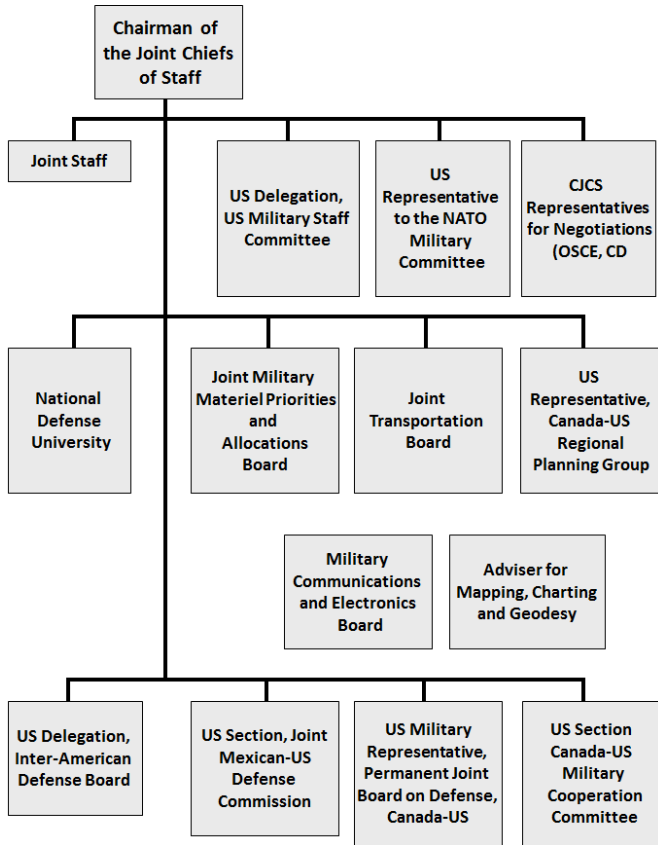 Chairman of
the Joint Chiefs
of Staff
Joint Staff
US Delegation,
US Military Staff
Committee
US
Representative
to the NATO
Military
Committee
CJCS
Representatives
for Negotiations
(OSCE, CD
National
Defense
University
Joint Military
Materiel Priorities
and
Allocations
Board
Joint
Transportation
Board
US
Representative,
Canada-US
Regional
Planning Group
Military
Communications
and Electronics
Board
Adviser for
Mapping, Charting
and Geodesy
US Delegation,
Inter-American
Defense Board
US Section, Joint
Mexican-US
Defense
Commission
US Military
Representative,
Permanent Joint
Board on Defense,
Canada-US
US Section
Canada-US
Military
Cooperation
Committee